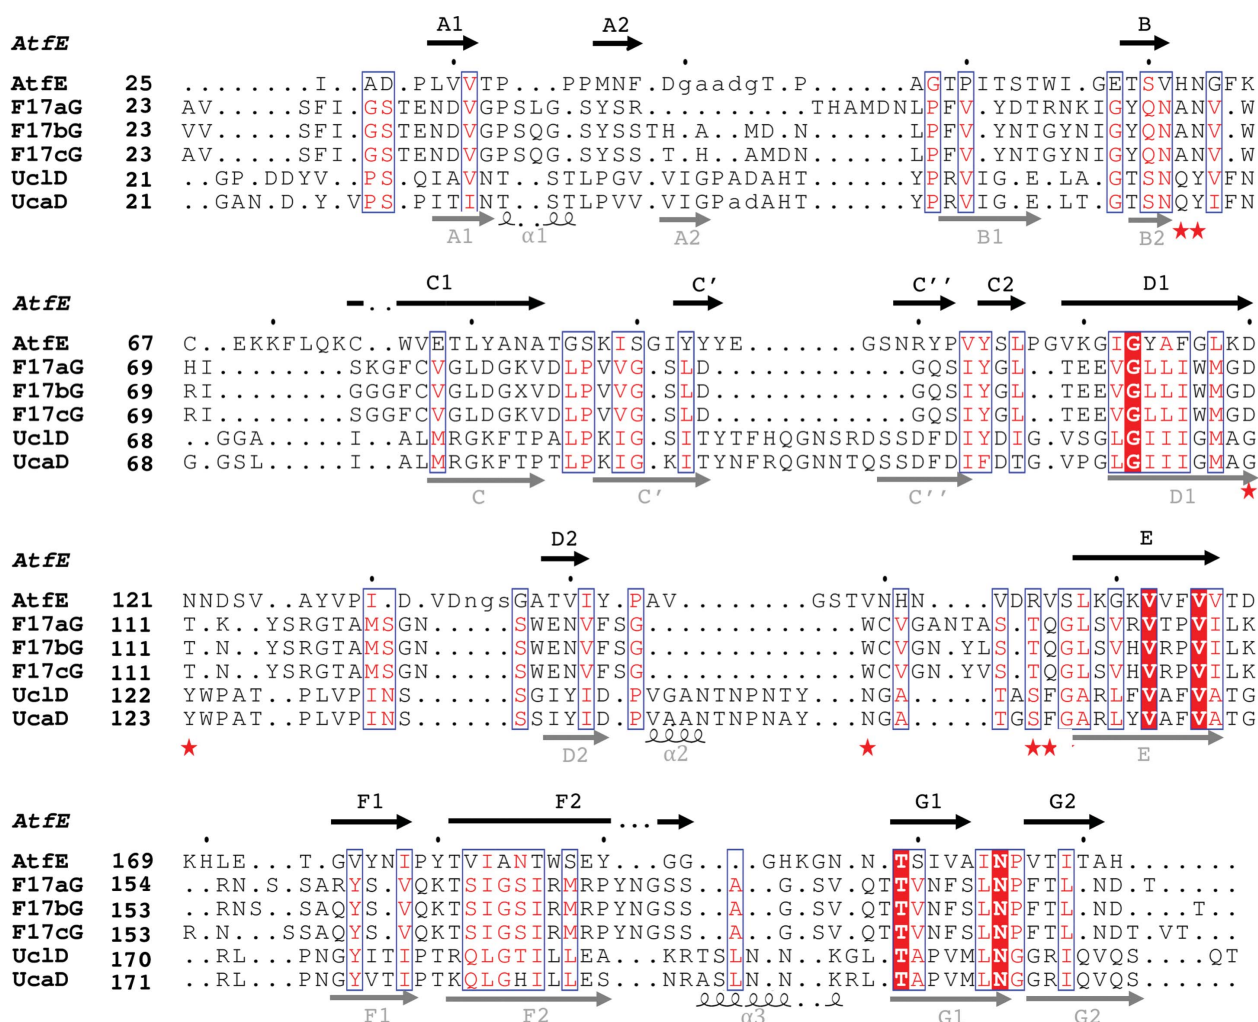 A1 A2 B
AtfE
AtfE 25 ........I..AD.PLVVTP...PPMNF.DgaadgT.P......AGTPITSTWI.GETSVHNGFK
F17aG 23 AV.....SFI.GSTENDVGPSLG.SYSR..........THAMDNLPFV.YDTRNKIGYQNANV.W
F17bG 23 VV.....SFI.GSTENDVGPSQG.SYSSTH.A..MD.N......LPFV.YNTGYNIGYQNANV.W
F17cG 23 AV.....SFI.GSTENDVGPSQG.SYSS.T.H..AMDN......LPFV.YNTGYNIGYQNANV.W
UclD 21 ..GP.DDYV..PS.QIAVNT...STLPGV.VIGPADAHT.....YPRVIG.E.LA.GTSNQYVFN
UcaD 21 ..GAN.D.Y.VPS.PITINT...STLPVV.VIGPadAHT.....YPRVIG.E.LT.GTSNQYIFN
A1 α1 A2 B1 B2
C1 C′ C′′ C2 D1
AtfE
AtfE 67 C..EKKFLQKC..WVETLYANATGSKISGIYYYE.......GSNRYPVYSLPGVKGIGYAFGLKD
F17aG 69 HI........SKGFCVGLDGKVDLPVVG.SLD............GQSIYGL..TEEVGLLIWMGD
F17bG 69 RI........GGGFCVGLDGXVDLPVVG.SLD............GQSIYGL..TEEVGLLIWMGD
F17cG 69 RI........SGGFCVGLDGKVDLPVVG.SLD............GQSIYGL..TEEVGLLIWMGD
UclD 68 ..GGA.....I..ALMRGKFTPALPKIG.SITYTFHQGNSRDSSDFDIYDIG.VSGLGIIIGMAG
UcaD 68 G.GSL.....I..ALMRGKFTPTLPKIG.KITYNFRQGNNTQSSDFDIFDTG.VPGLGIIIGMAG
C C′ C′′ D1
D2 E
AtfE
AtfE 121 NNDSV..AYVPI.D.VDngsGATVIY.PAV........GSTVNHN....VDRVSLKGKVVFVVTD
F17aG 111 T.K..YSRGTAMSGN.....SWENVFSG.............WCVGANTAS.TQGLSVRVTPVILK
F17bG 111 T.N..YSRGTAMSGN.....SWENVFSG.............WCVGN.YLS.TQGLSVHVRPVILK
F17cG 111 T.N..YSRGTAMSGN.....SWENVFSG.............WCVGN.YVS.TQGLSVHVRPVILK
UclD 122 YWPAT..PLVPINS......SGIYID.PVGANTNPNTY...NGA.....TASFGARLFVAFVATG
UcaD 123 YWPAT..PLVPINS......SSIYID.PVAANTNPNAY...NGA.....TGSFGARLYVAFVATG
D2 α2 E
F1 F2 G1 G2
AtfE
AtfE 169 KHLE...T.GVYNIPYTVIANTWSEY...GG....GHKGN.N.TSIVAINPVTITAH.......
F17aG 154 ..RN.S.SARYS.VQKTSIGSIRMRPYNGSS..A..G.SV.QTTVNFSLNPFTL.ND.T.....
F17bG 153 ..RNS..SAQYS.VQKTSIGSIRMRPYNGSS..A..G.SV.QTTVNFSLNPFTL.ND....T..
F17cG 153 R.N...SSAQYS.VQKTSIGSIRMRPYNGSS..A..G.SV.QTTVNFSLNPFTL.NDT.VT...
UclD 170 ..RL...PNGYITIPTRQLGTILLEA...KRTSLN.N..KGL.TAPVMLNGGRIQVQS....QT
UcaD 171 ..RL...PNGYVTIPTKQLGHILLES...NRASLN.N..KRL.TAPVMLNGGRIQVQS......
F1 F2 α3 G1 G2